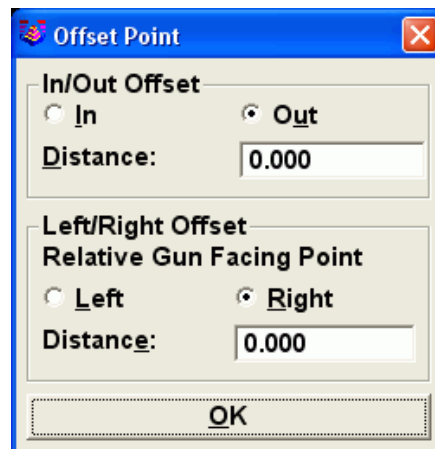 Offset Point
In/Out Offset
In Out
Distance: 0.000
Left/Right Offset
Relative Gun Facing Point
Left Right
Distance: 0.000
OK